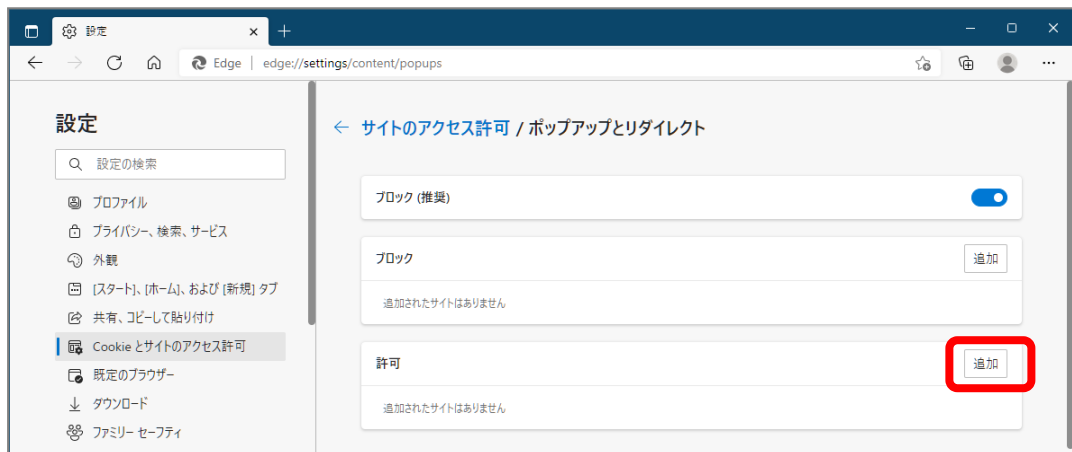 設定
Edge | edge://settings/content/popups
設定
設定の検索
プロファイル
プライバシー、検索、サービス
外観
[スタート]、[ホーム]、および [新規] タブ
共有、コピーして貼り付け
Cookie とサイトのアクセス許可
既定のブラウザー
ダウンロード
ファミリー セーフティ
サイトのアクセス許可 / ポップアップとリダイレクト
ブロック (推奨)
ブロック
追加
追加されたサイトはありません
許可
追加
追加されたサイトはありません